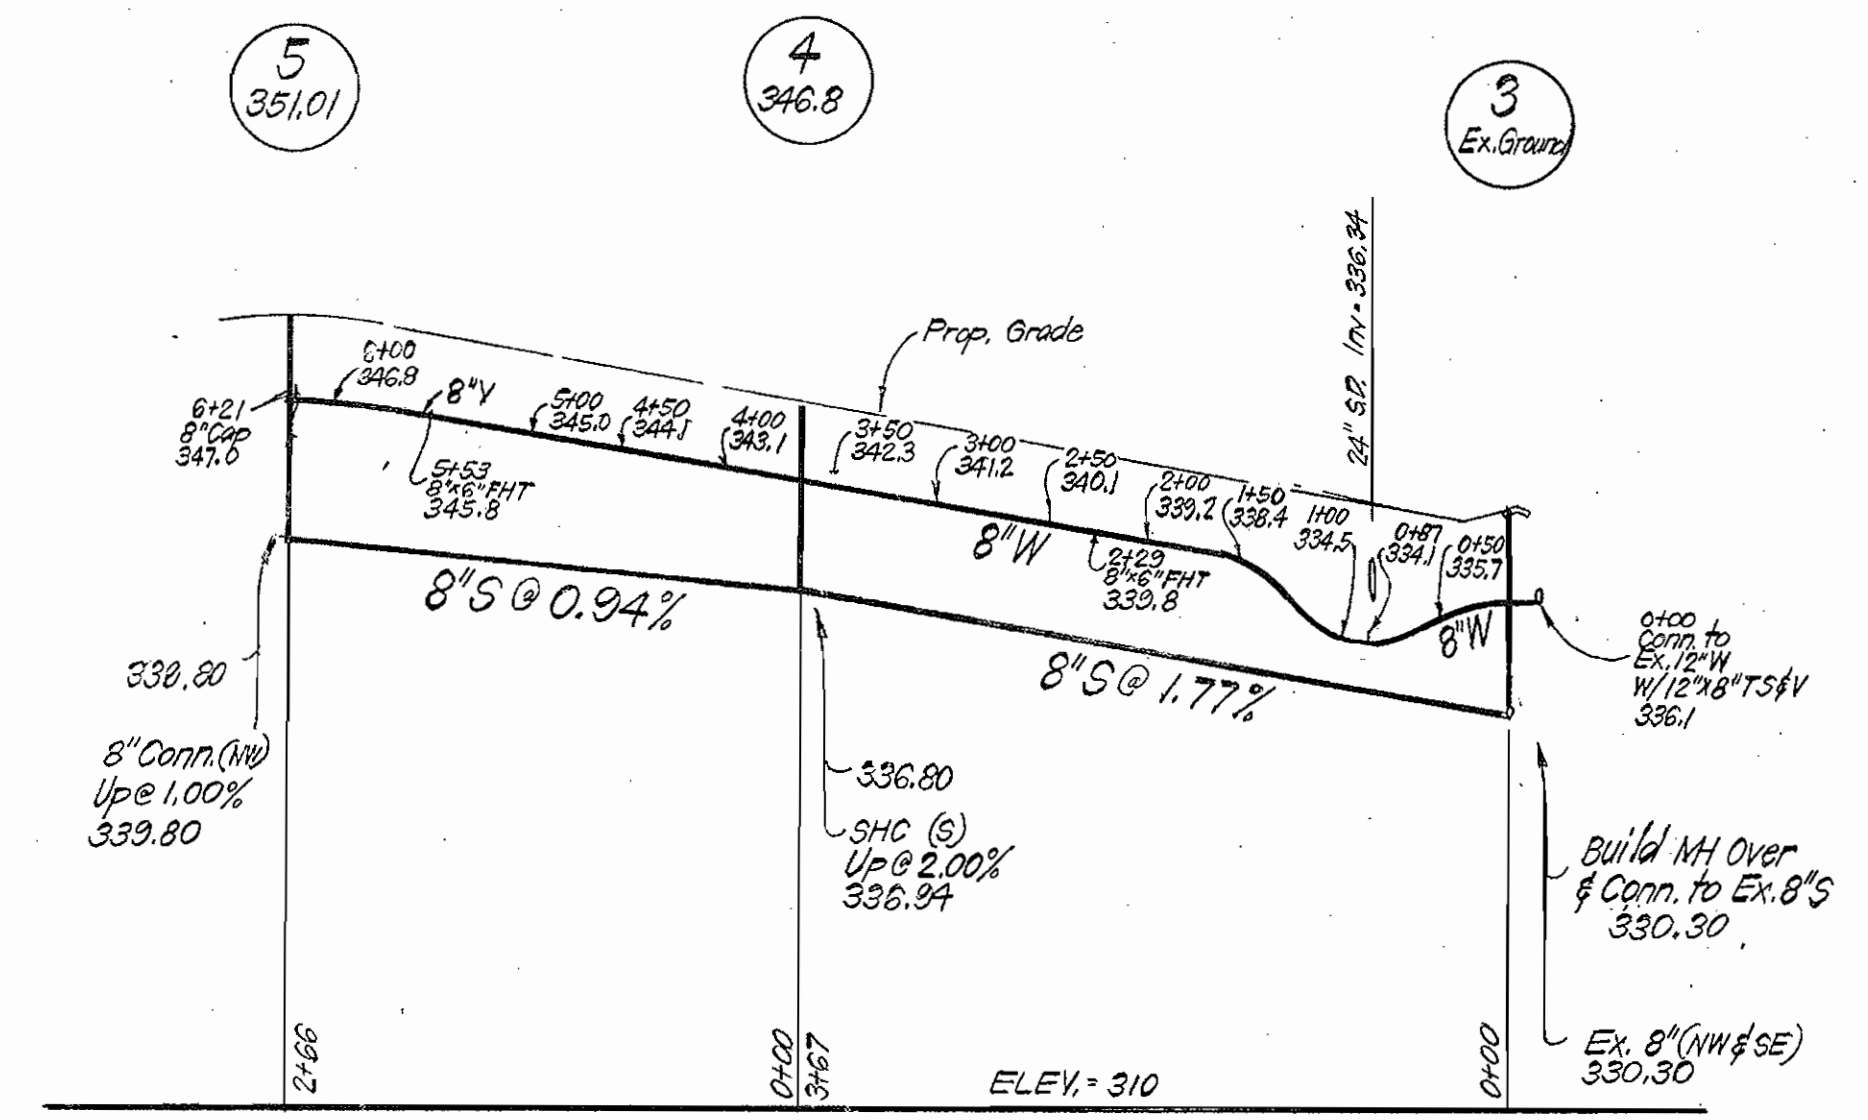 5
351.01
4
346.8
3
Ex. Ground
24" S.D. Inv = 336.34
Prop. Grade
6+00
346.8
8"V
5+00
345.0
4+50
344.1
4+00
343.1
3+50
342.3
3+00
341.2
2+50
340.1
2+00
339.2
1+50
338.4
1+00
334.5
0+87
334.1
0+50
335.7
6+21
8" Cap
347.0
5+53
8"x6" FHT
345.8
8"W
2+29
8"x6" FHT
339.8
8"W
0+00
Conn. to
Ex. 12"W
W/12"x8" TS&V
336.1
8"S @ 0.94%
8"S @ 1.77%
339.80
8" Conn. (NW)
Up @ 1.00%
339.80
336.80
SHC (S)
Up @ 2.00%
336.94
Build MH Over
& Conn. to Ex. 8"S
330.30
Ex. 8" (NW & SE)
330.30
2+66
0+00
3+67
ELEV. = 310
0+00